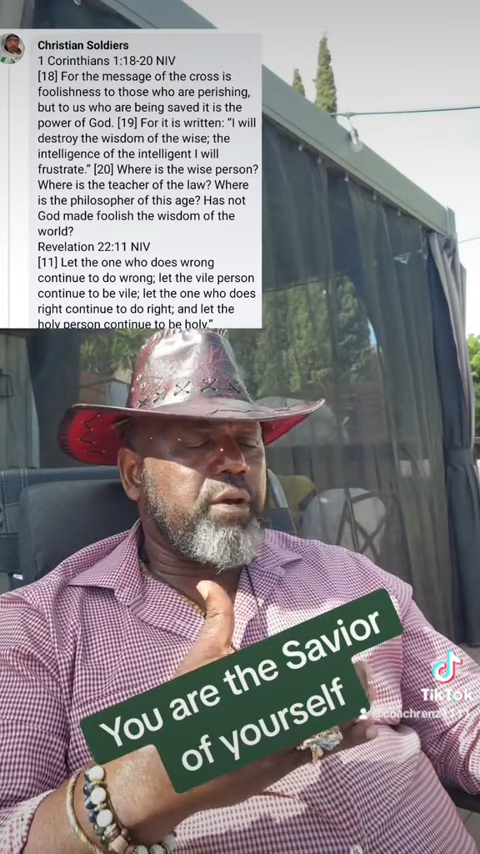 Christian Soldiers
1 Corinthians 1:18-20 NIV
[18] For the message of the cross is
foolishness to those who are perishing,
but to us who are being saved it is the
power of God. [19] For it is written: “I will
destroy the wisdom of the wise; the
intelligence of the intelligent I will
frustrate.” [20] Where is the wise person?
Where is the teacher of the law? Where
is the philosopher of this age? Has not
God made foolish the wisdom of the
world?
Revelation 22:11 NIV
[11] Let the one who does wrong
continue to do wrong; let the vile person
continue to be vile; let the one who does
right continue to do right; and let the
holy person continue to be holy.”
You are the Savior
of yourself
TikTok